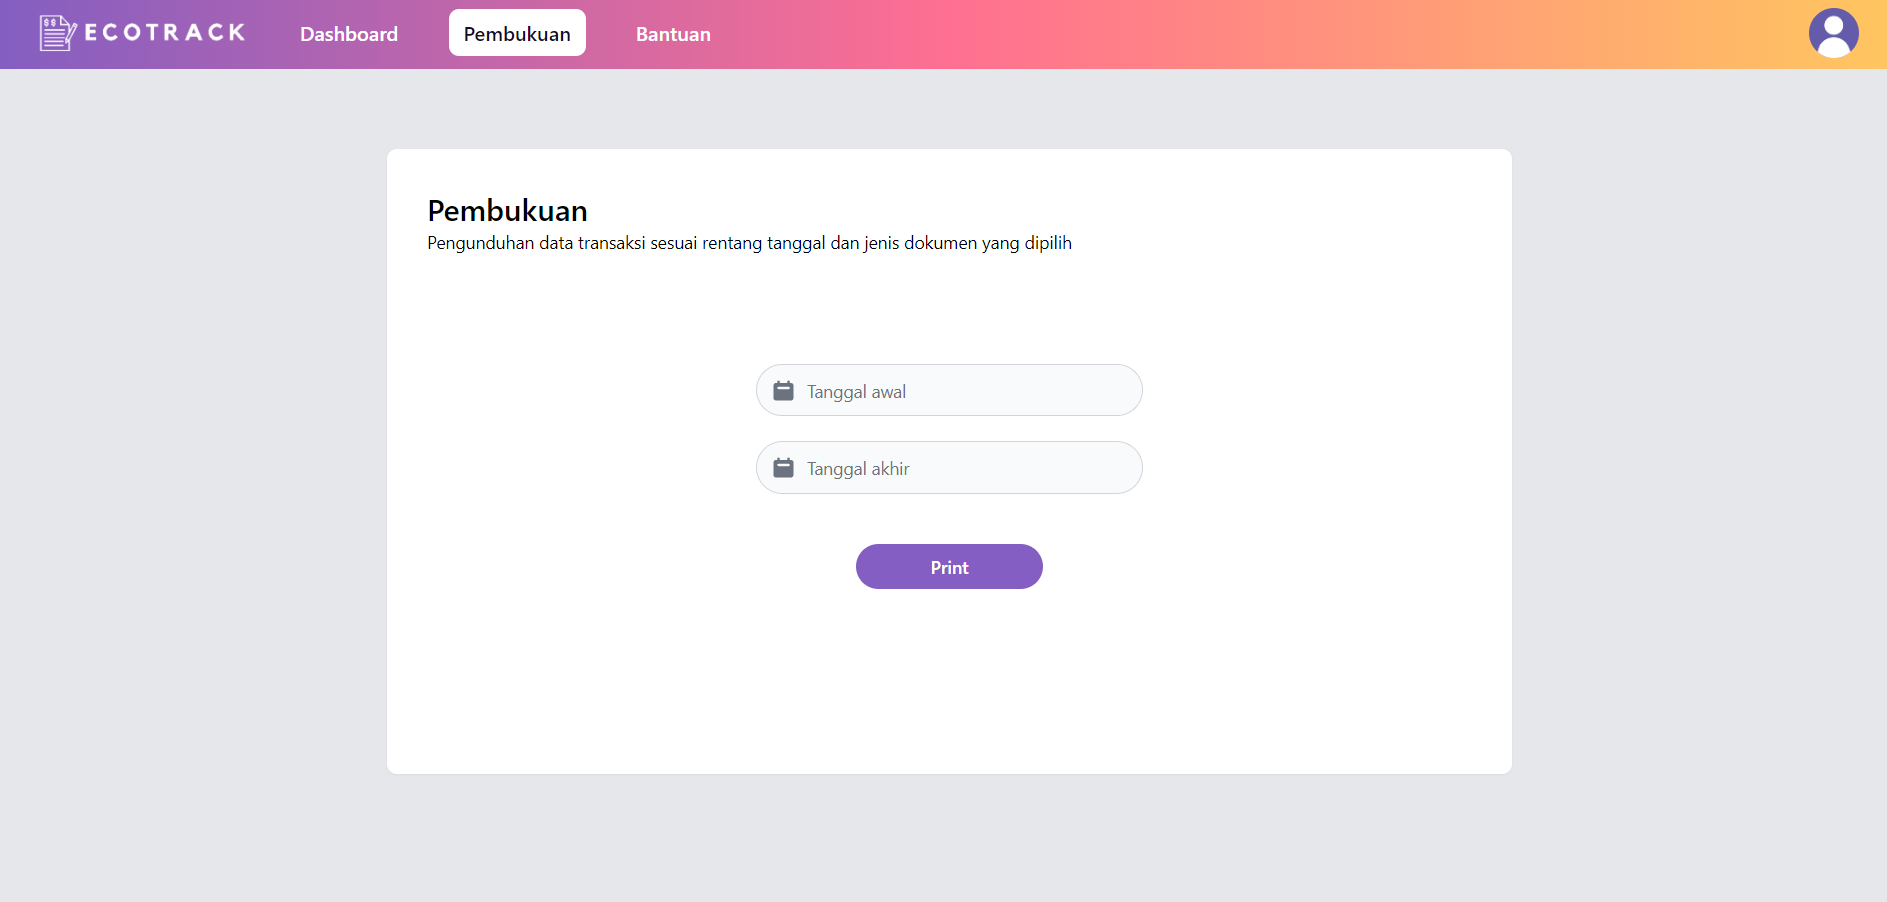 $$ ECOTRACK
Dashboard
Pembukuan
Bantuan
Pembukuan
Pengunduhan data transaksi sesuai rentang tanggal dan jenis dokumen yang dipilih
Tanggal awal
Tanggal akhir
Print